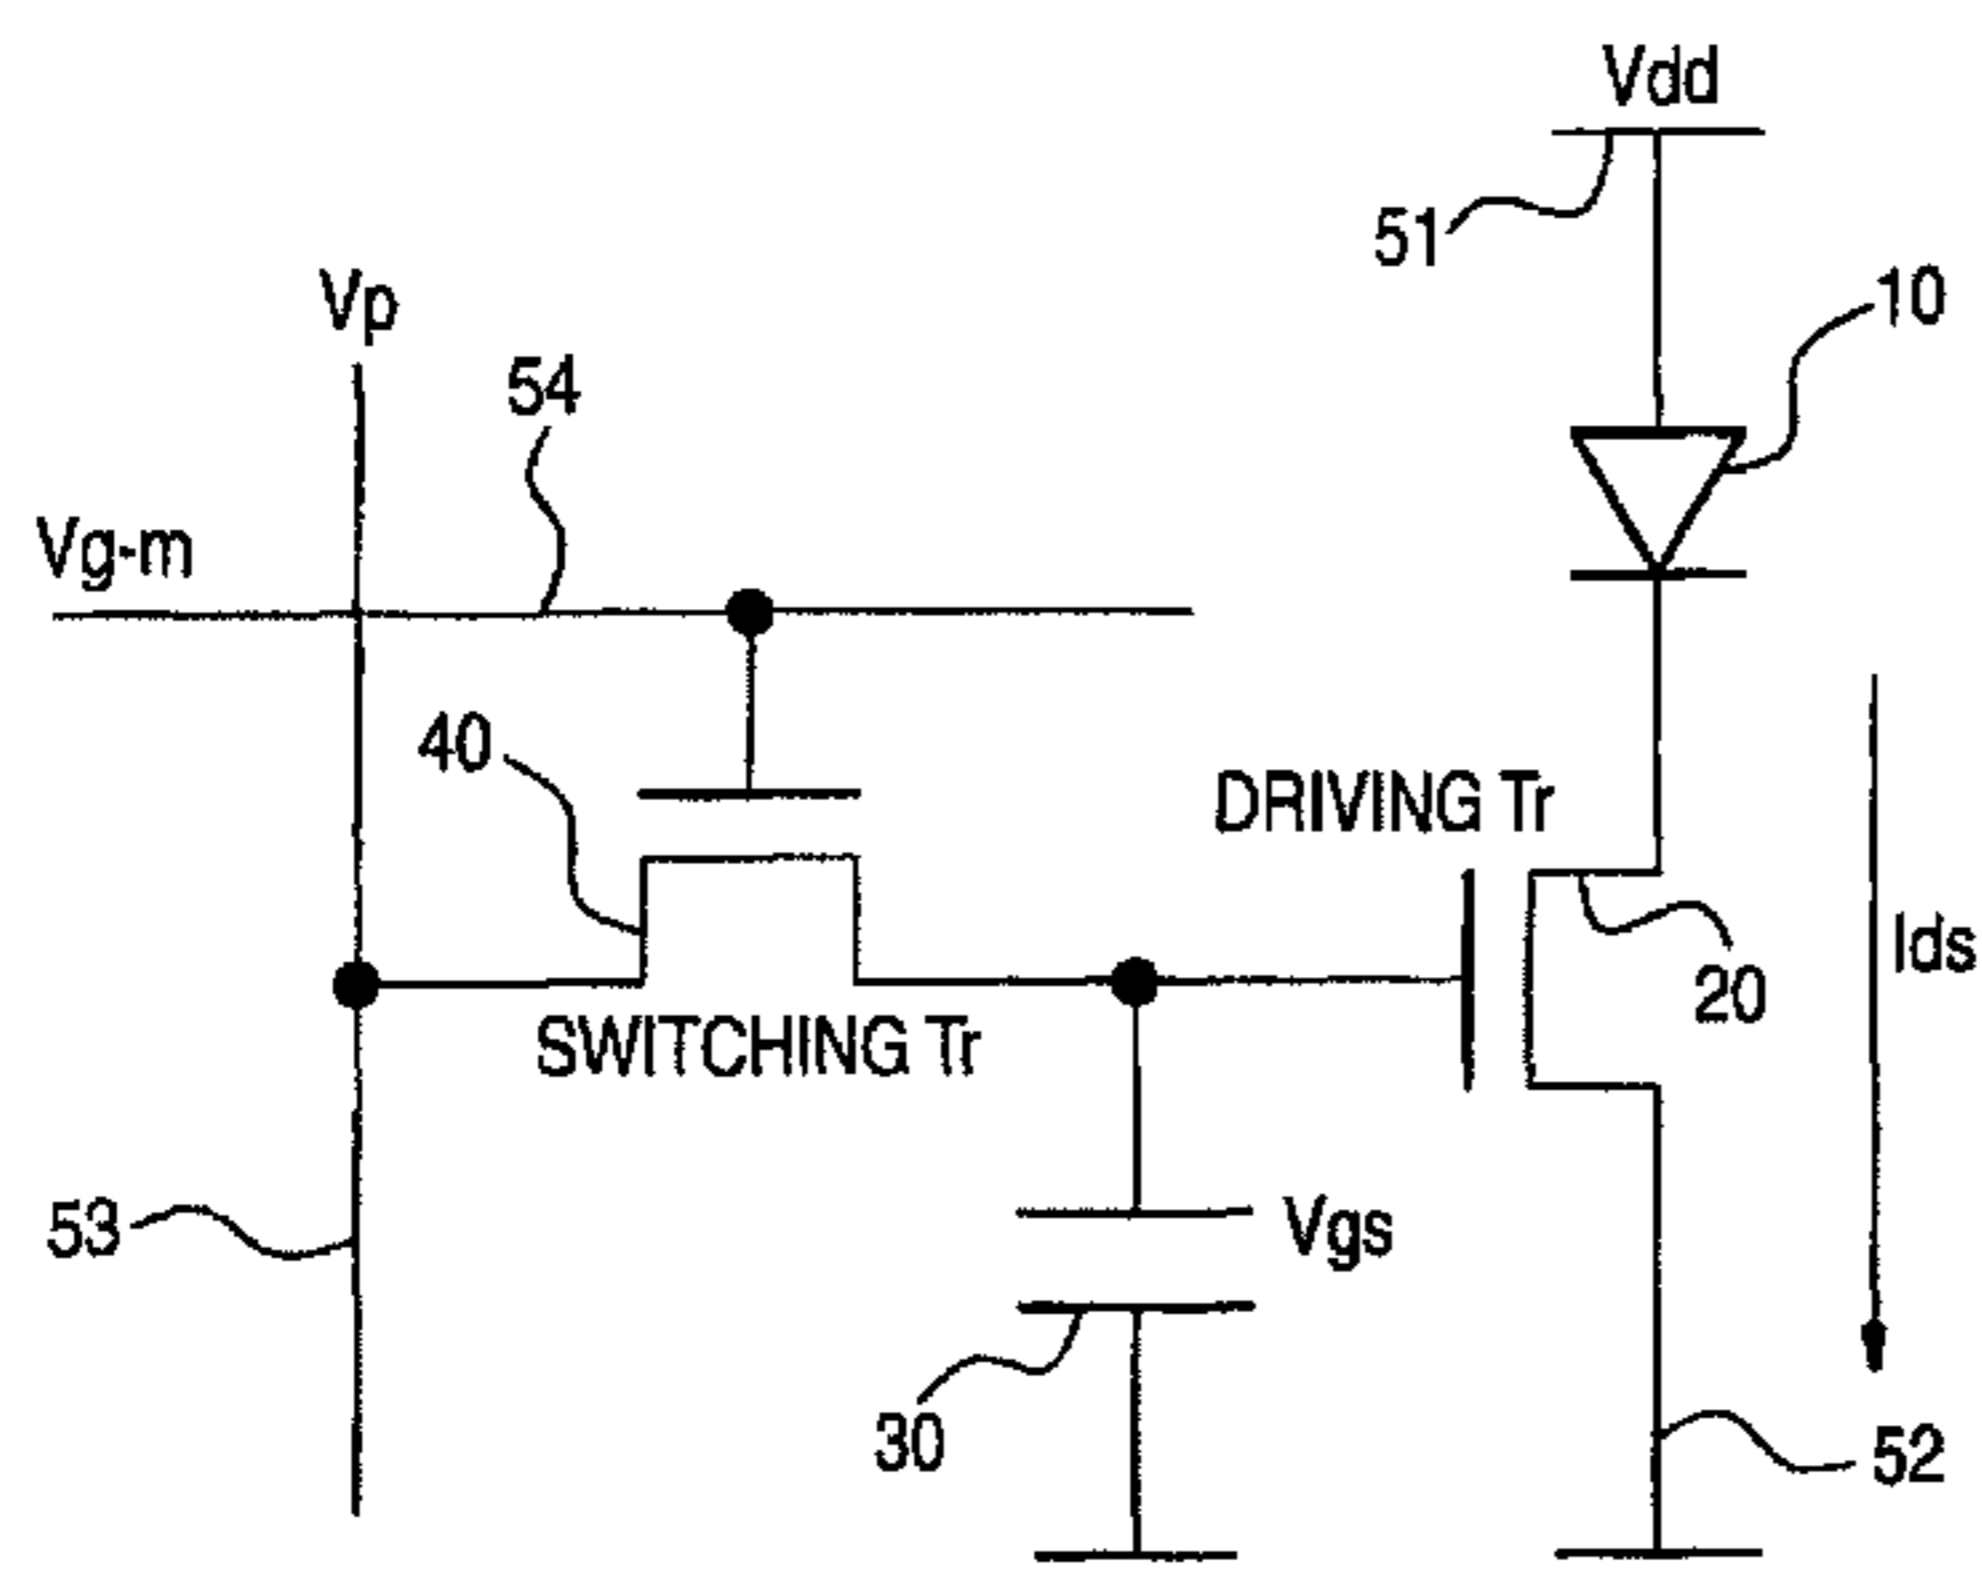 Vdd
51
10
Vp
54
Vg-m
40
DRIVING Tr
Ids
20
SWITCHING Tr
53
Vgs
30
52